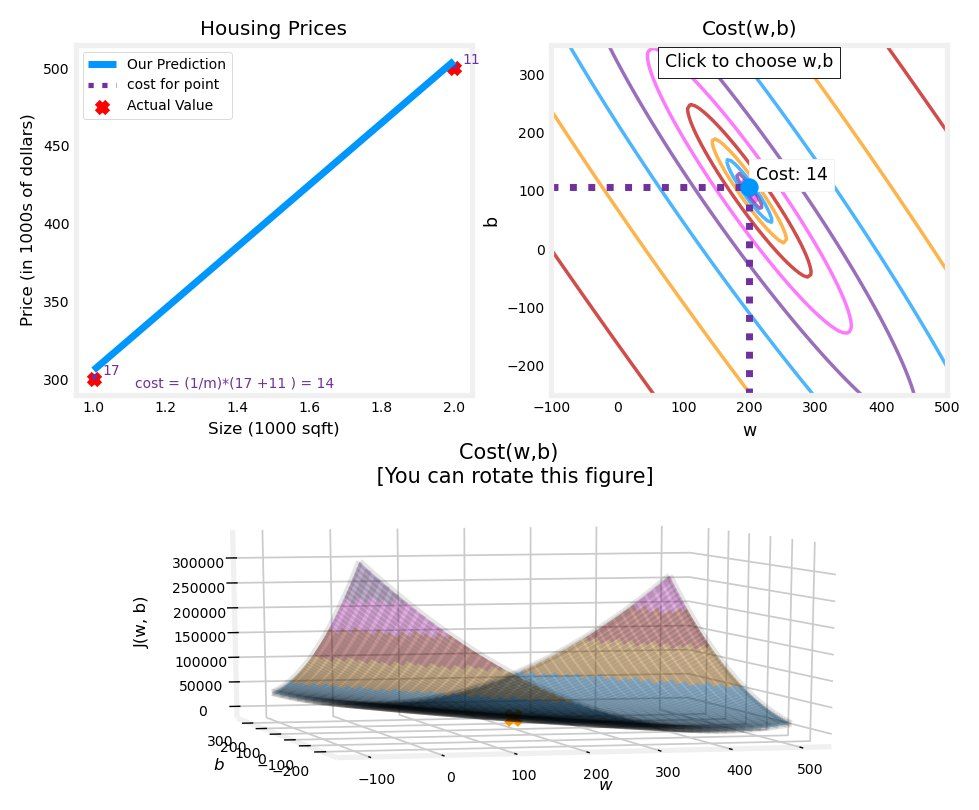 Housing Prices
Our Prediction
cost for point
Actual Value
11
17
cost = (1/m)*(17 +11 ) = 14
500
450
400
350
300
Price (in 1000s of dollars)
1.0 1.2 1.4 1.6 1.8 2.0
Size (1000 sqft)
Cost(w,b)
Click to choose w,b
Cost: 14
300
200
100
0
−100
−200
b
−100 0 100 200 300 400 500
w
Cost(w,b)
[You can rotate this figure]
300000
250000
200000
150000
100000
50000
0
J(w, b)
300
200
100
0
−100
−200
b
−100 0 100 200 300 400 500
w